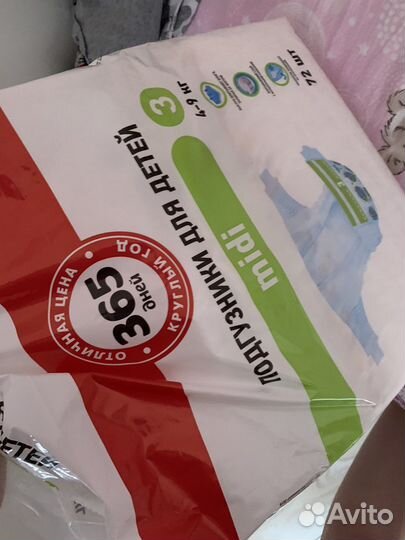 365
дней
ОТЛИЧНАЯ ЦЕНА
КРУГЛЫЙ ГОД
ПОДГУЗНИКИ ДЛЯ ДЕТЕЙ
midi
3
4-9 КГ
72 ШТ
Avito